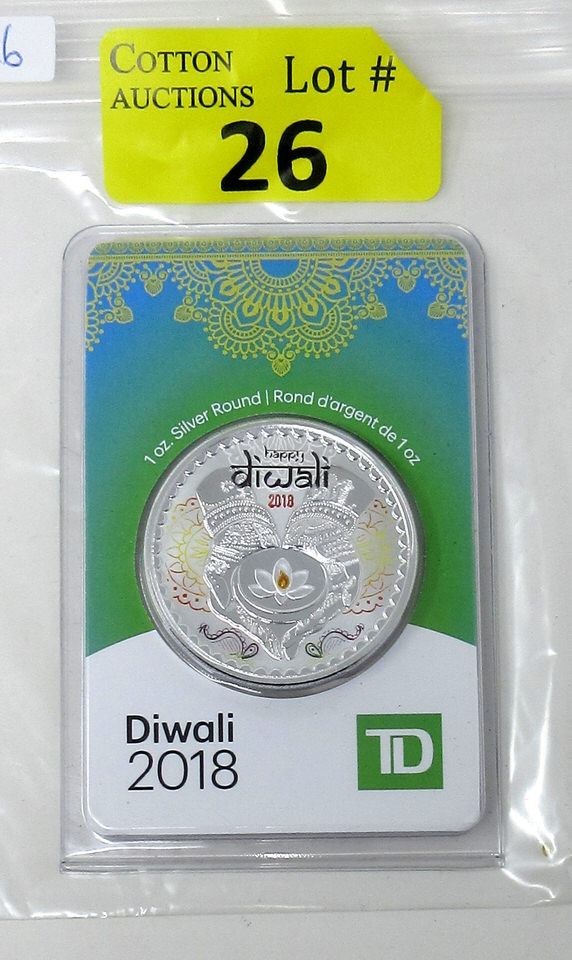 6
COTTON
AUCTIONS
Lot #
26
1 oz. Silver Round | Rond d'argent de 1 oz
happy
diwali
2018
Diwali
2018
TD